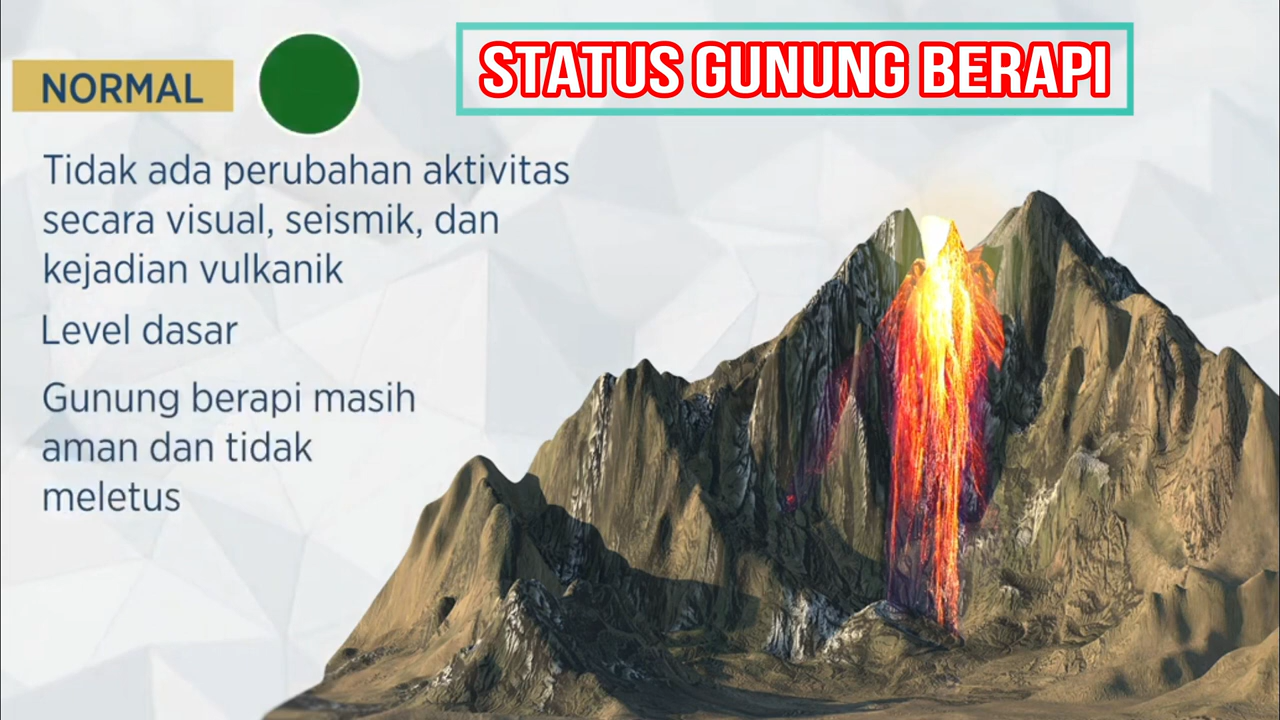 STATUS GUNUNG BERAPI
NORMAL
Tidak ada perubahan aktivitas
secara visual, seismik, dan
kejadian vulkanik
Level dasar
Gunung berapi masih
aman dan tidak
meletus